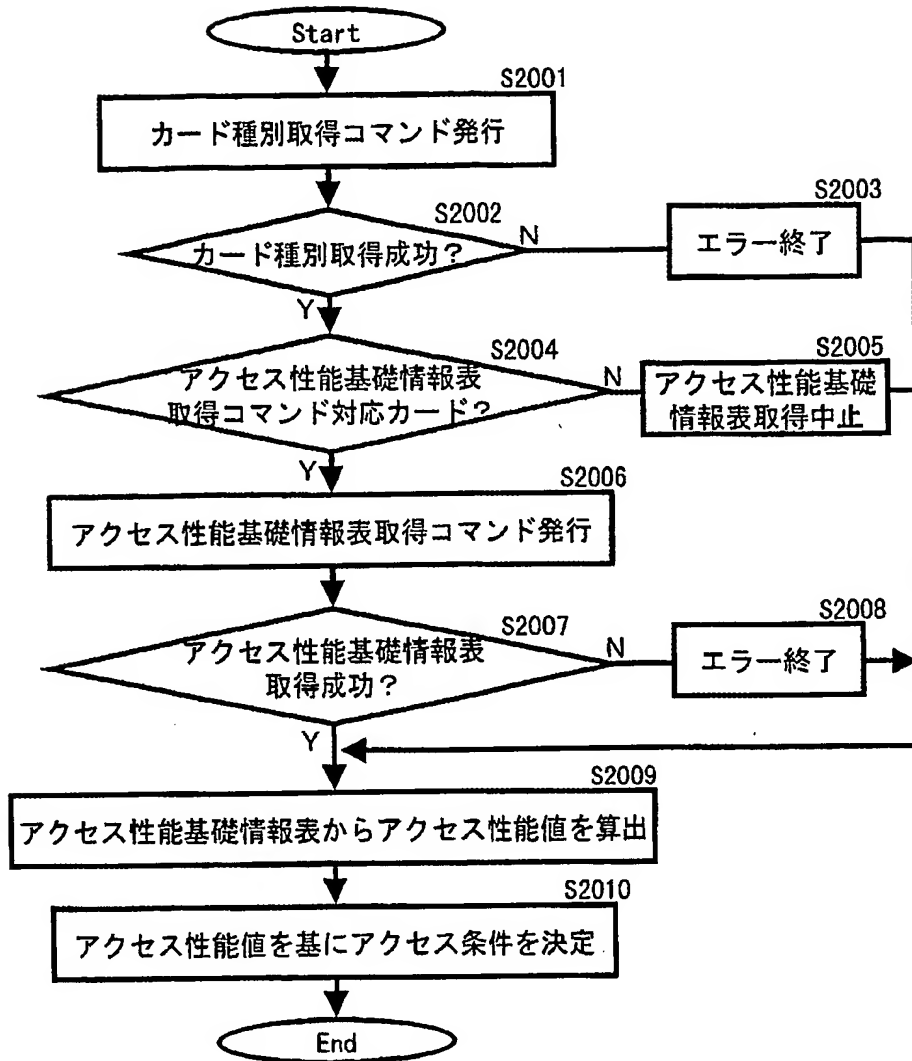 Start
S2001
カード種別取得コマンド発行
S2002
カード種別取得成功？
N
S2003
エラー終了
Y
S2004
アクセス性能基礎情報表
取得コマンド対応カード？
N
S2005
アクセス性能基礎
情報表取得中止
Y
S2006
アクセス性能基礎情報表取得コマンド発行
S2007
アクセス性能基礎情報表
取得成功？
N
S2008
エラー終了
Y
S2009
アクセス性能基礎情報表からアクセス性能値を算出
S2010
アクセス性能値を基にアクセス条件を決定
End